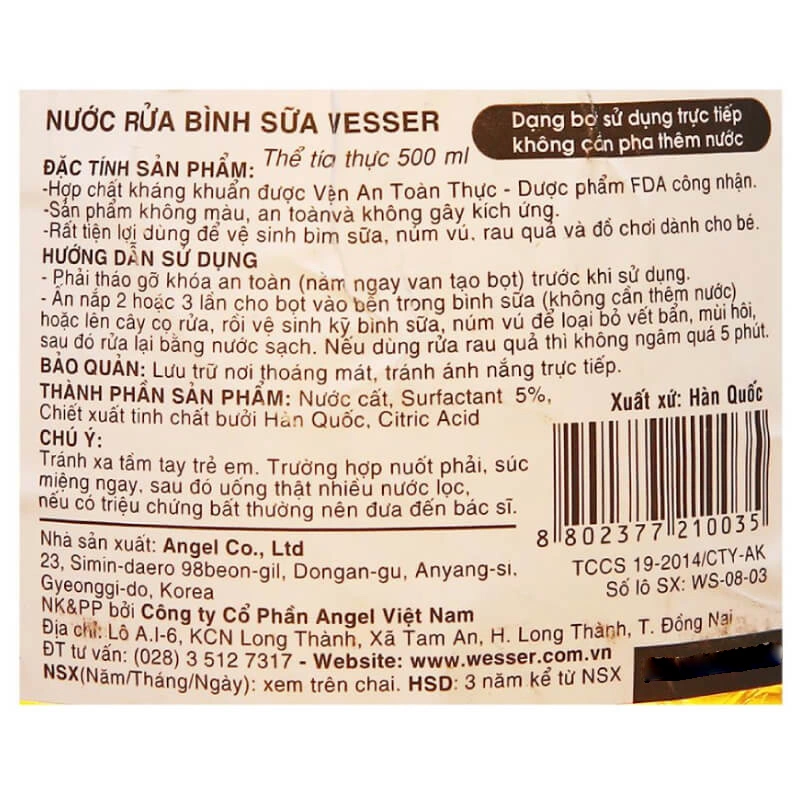 NƯỚC RỬA BÌNH SỮA VESSER
Dạng bọ sử dụng trực tiếp
không cần pha thêm nước
Thể tía thực 500 ml
ĐẶC TÍNH SẢN PHẨM:
-Hợp chất kháng khuẩn được Vện An Toàn Thực - Dược phẩm FDA công nhận.
-Sản phẩm không màu, an toànvà không gây kích ứng.
-Rất tiện lợi dùng để vệ sinh bìm sữa, núm vú, rau quả và đồ chơi dành cho bé.
HƯỚNG DẪN SỬ DỤNG
- Phải tháo gỡ khóa an toàn (nằm ngay van tạo bọt) trước khi sử dụng.
- Ấn nắp 2 hoặc 3 lần cho bọt vào bên trong bình sữa (không cần thêm nước)
hoặc lên cây cọ rửa, rồi vệ sinh kỹ bình sữa, núm vú để loại bỏ vết bẩn, mùi hôi,
sau đó rửa lại bằng nước sạch. Nếu dùng rửa rau quả thì không ngâm quá 5 phút.
BẢO QUẢN: Lưu trữ nơi thoáng mát, tránh ánh nắng trực tiếp.
THÀNH PHẦN SẢN PHẨM: Nước cất, Surfactant 5%,
Chiết xuất tinh chất bưởi Hàn Quốc, Citric Acid
Xuất xứ: Hàn Quốc
CHÚ Ý:
Tránh xa tầm tay trẻ em. Trường hợp nuốt phải, súc
miệng ngay, sau đó uống thật nhiều nước lọc,
nếu có triệu chứng bất thường nên đưa đến bác sĩ.
8 802377 210035
TCCS 19-2014/CTY-AK
Số lô SX: WS-08-03
Nhà sản xuất: Angel Co., Ltd
23, Simin-daero 98beon-gil, Dongan-gu, Anyang-si,
Gyeonggi-do, Korea
NK&PP bởi Công ty Cổ Phần Angel Việt Nam
Địa chỉ: Lô A.I-6, KCN Long Thành, Xã Tam An, H. Long Thành, T. Đồng Nai
ĐT tư vấn: (028) 3 512 7317 - Website: www.wesser.com.vn
NSX(Năm/Tháng/Ngày): xem trên chai. HSD: 3 năm kể từ NSX